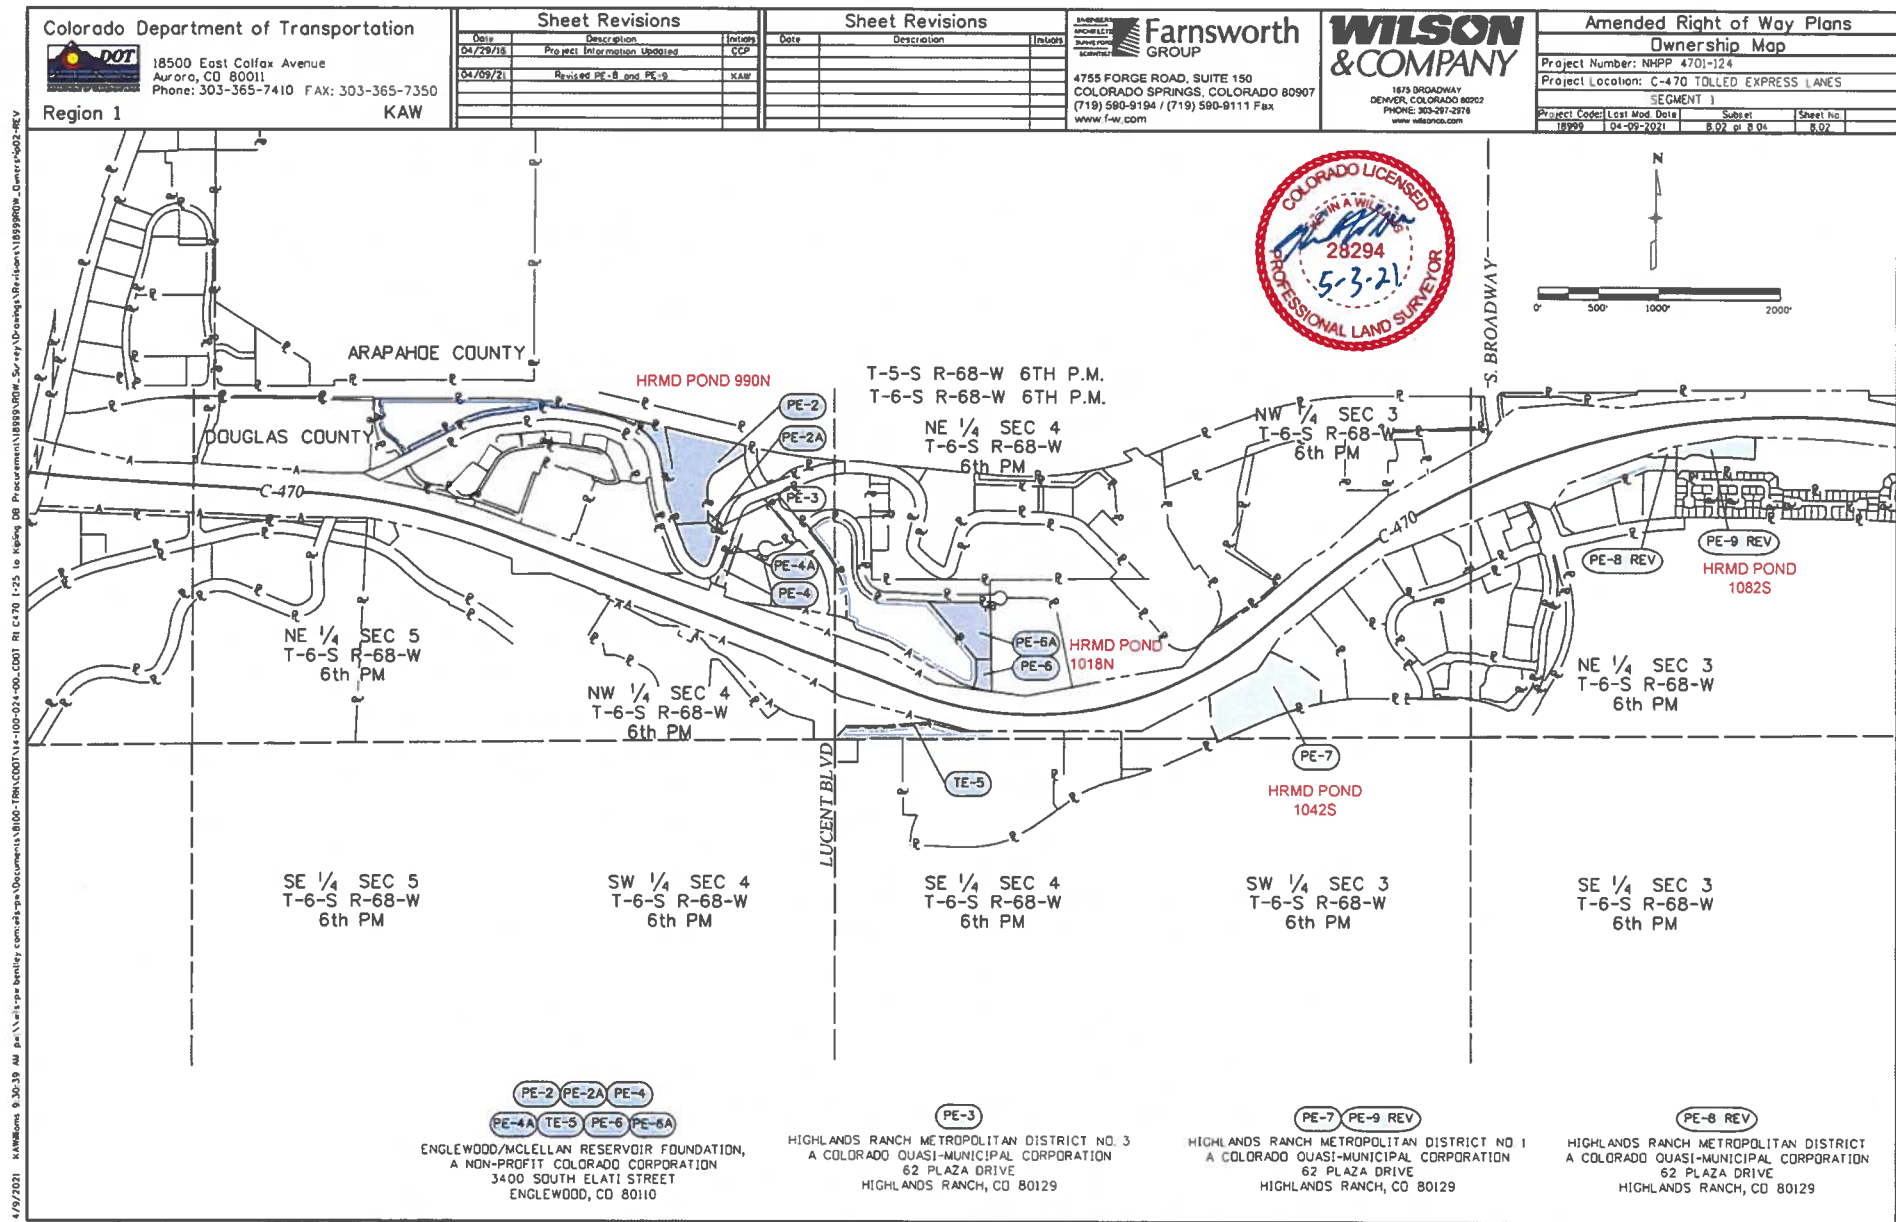 Colorado Department of Transportation
DOT
18500 East Colfax Avenue
Aurora, CO 80011
Phone: 303-365-7410 FAX: 303-365-7350
Region 1
KAW
Sheet Revisions
Date Description Initials
04/29/16 Project Information Updated CCP
04/09/21 Revised PE-8 and PE-9 KAW
Sheet Revisions
Date Description Initials
Farnsworth
GROUP
4755 FORGE ROAD, SUITE 150
COLORADO SPRINGS, COLORADO 80907
(719) 590-9194 / (719) 590-9111 Fax
www.f-w.com
WILSON
&COMPANY
1675 BROADWAY
DENVER, COLORADO 80202
PHONE: 303-297-2976
www.wilsonco.com
Amended Right of Way Plans
Ownership Map
Project Number: NHPP 4701-124
Project Location: C-470 TOLLED EXPRESS LANES
SEGMENT 1
Project Code: Last Mod. Date Subset Sheet No.
18999 04-09-2021 8.02 of 8.04 8.02
COLORADO LICENSED
KEVIN A WILLIAMS
28294
5-3-21
PROFESSIONAL LAND SURVEYOR
N
0' 500' 1000' 2000'
S. BROADWAY
ARAPAHOE COUNTY
DOUGLAS COUNTY
HRMD POND 990N
T-5-S R-68-W 6TH P.M.
T-6-S R-68-W 6TH P.M.
NE 1/4 SEC 4
T-6-S R-68-W
6th PM
NW 1/4 SEC 3
T-6-S R-68-W
6th PM
PE-2
PE-2A
PE-3
PE-4A
PE-4
C-470
C-470
PE-8 REV
PE-9 REV
HRMD POND
1082S
PE-6A
PE-6
HRMD POND
1018N
NE 1/4 SEC 5
T-6-S R-68-W
6th PM
NW 1/4 SEC 4
T-6-S R-68-W
6th PM
NE 1/4 SEC 3
T-6-S R-68-W
6th PM
PE-7
HRMD POND
1042S
TE-5
LUCENT BLVD
SE 1/4 SEC 5
T-6-S R-68-W
6th PM
SW 1/4 SEC 4
T-6-S R-68-W
6th PM
SE 1/4 SEC 4
T-6-S R-68-W
6th PM
SW 1/4 SEC 3
T-6-S R-68-W
6th PM
SE 1/4 SEC 3
T-6-S R-68-W
6th PM
PE-2 PE-2A PE-4
PE-4A TE-5 PE-6 PE-6A
ENGLEWOOD/MCLELLAN RESERVOIR FOUNDATION,
A NON-PROFIT COLORADO CORPORATION
3400 SOUTH ELATI STREET
ENGLEWOOD, CO 80110
PE-3
HIGHLANDS RANCH METROPOLITAN DISTRICT NO. 3
A COLORADO QUASI-MUNICIPAL CORPORATION
62 PLAZA DRIVE
HIGHLANDS RANCH, CO 80129
PE-7 PE-9 REV
HIGHLANDS RANCH METROPOLITAN DISTRICT NO 1
A COLORADO QUASI-MUNICIPAL CORPORATION
62 PLAZA DRIVE
HIGHLANDS RANCH, CO 80129
PE-8 REV
HIGHLANDS RANCH METROPOLITAN DISTRICT
A COLORADO QUASI-MUNICIPAL CORPORATION
62 PLAZA DRIVE
HIGHLANDS RANCH, CO 80129
4/9/2021 KAWilliams 9:30:39 AM